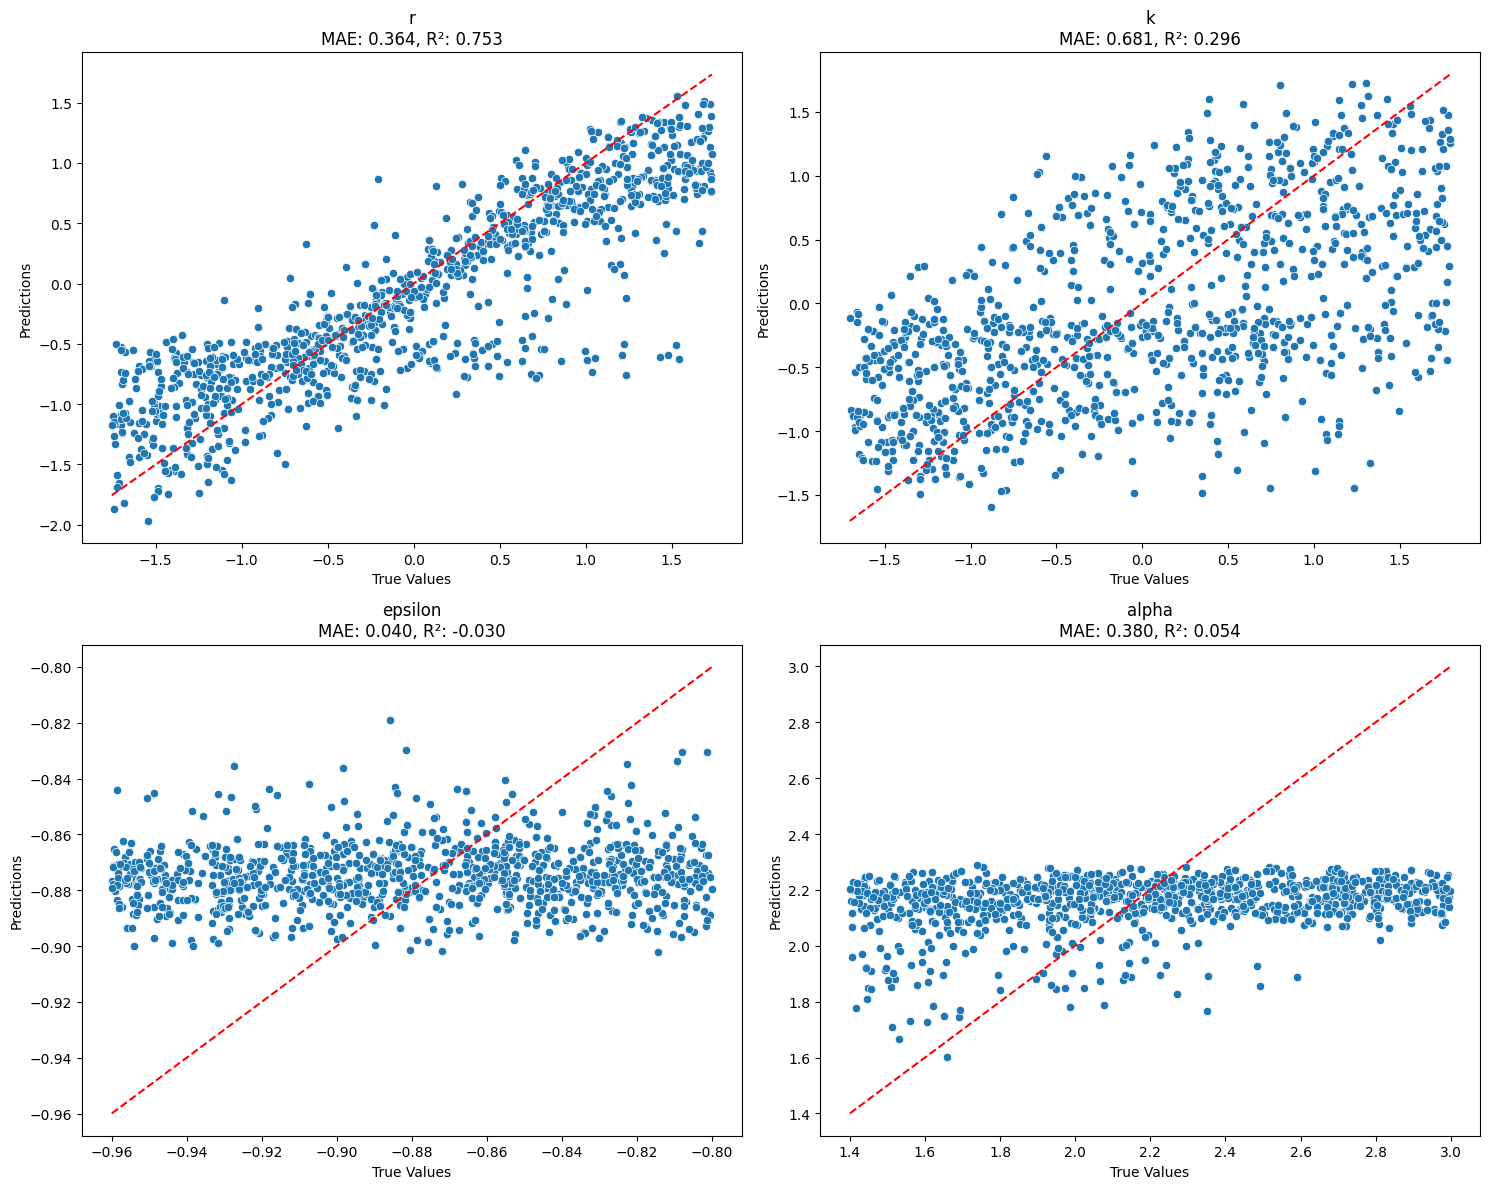 r
MAE: 0.364, R²: 0.753
1.5
1.0
0.5
0.0
−0.5
−1.0
−1.5
−2.0
Predictions
−1.5 −1.0 −0.5 0.0 0.5 1.0 1.5
True Values
k
MAE: 0.681, R²: 0.296
1.5
1.0
0.5
0.0
−0.5
−1.0
−1.5
Predictions
−1.5 −1.0 −0.5 0.0 0.5 1.0 1.5
True Values
epsilon
MAE: 0.040, R²: -0.030
−0.80
−0.82
−0.84
−0.86
−0.88
−0.90
−0.92
−0.94
−0.96
Predictions
−0.96 −0.94 −0.92 −0.90 −0.88 −0.86 −0.84 −0.82 −0.80
True Values
alpha
MAE: 0.380, R²: 0.054
3.0
2.8
2.6
2.4
2.2
2.0
1.8
1.6
1.4
Predictions
1.4 1.6 1.8 2.0 2.2 2.4 2.6 2.8 3.0
True Values